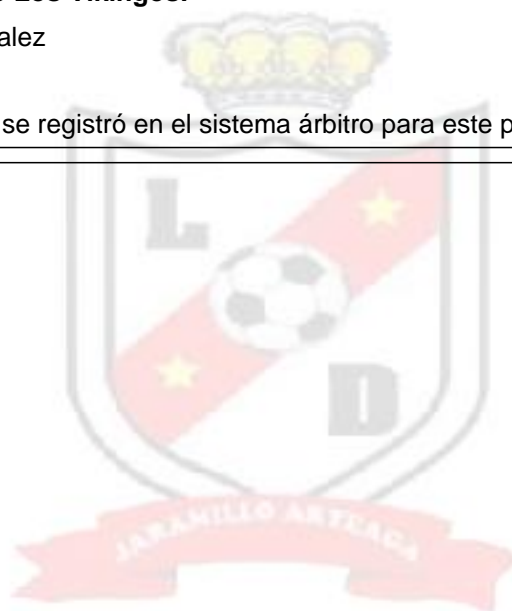 Los Vikingos.
alez
se registró en el sistema árbitro para este p
L
D
JARAMILLO ARTEAGA